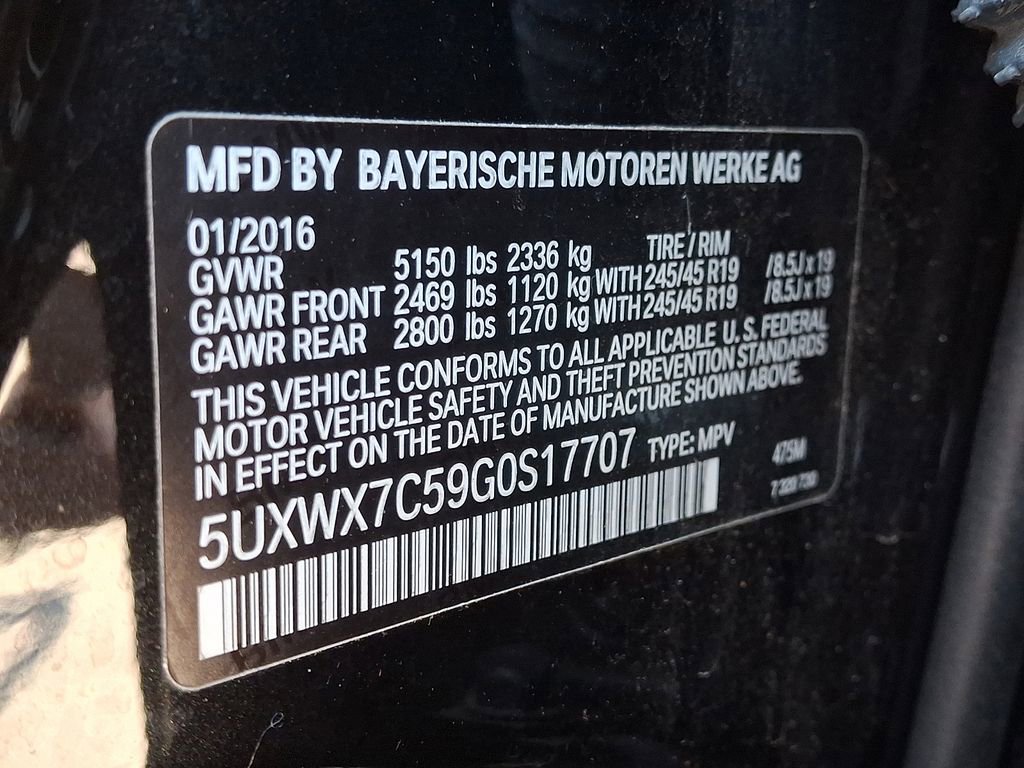 MFD BY BAYERISCHE MOTOREN WERKE AG
01/2016 TIRE / RIM
GVWR 5150 lbs 2336 kg
GAWR FRONT 2469 lbs 1120 kg WITH 245/45 R19 /8.5J x 19
GAWR REAR 2800 lbs 1270 kg WITH 245/45 R19 /8.5J x 19
THIS VEHICLE CONFORMS TO ALL APPLICABLE U. S. FEDERAL
MOTOR VEHICLE SAFETY AND THEFT PREVENTION STANDARDS
IN EFFECT ON THE DATE OF MANUFACTURE SHOWN ABOVE.
5UXWX7C59G0S17707 TYPE: MPV 475M